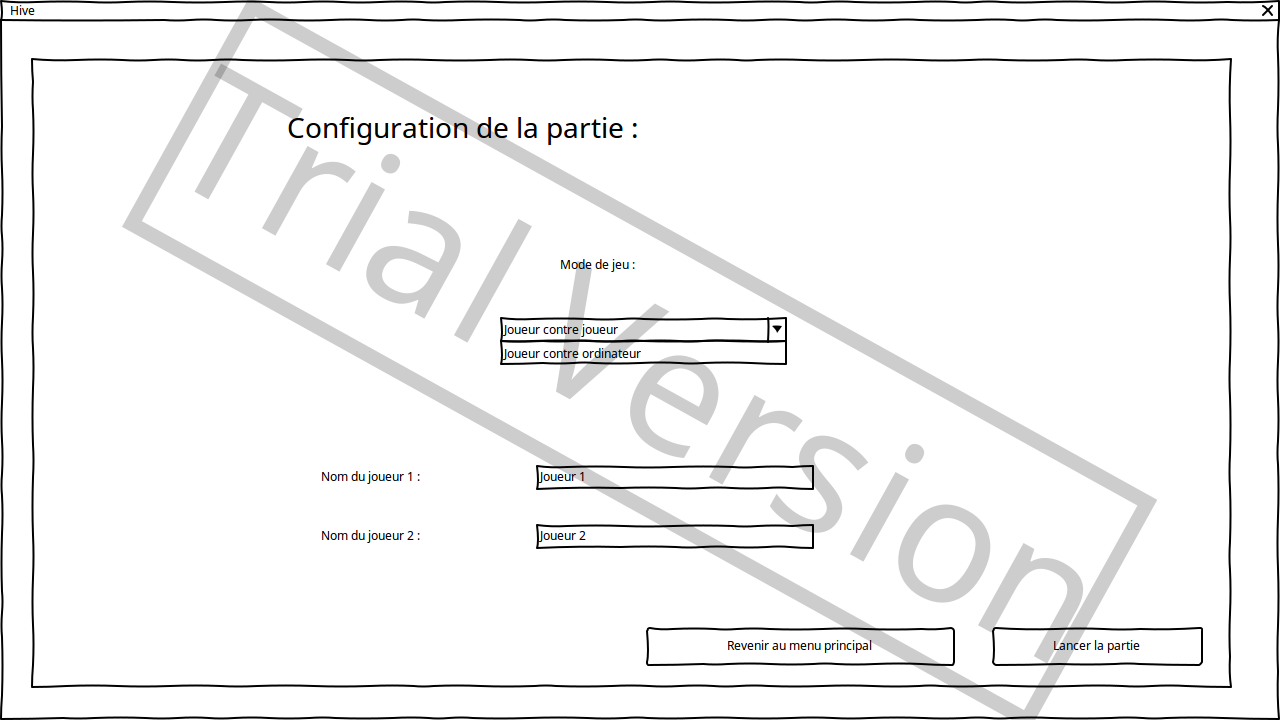 Hive
Configuration de la partie :
Mode de jeu :
Joueur contre joueur
Joueur contre ordinateur
Nom du joueur 1 :
Joueur 1
Nom du joueur 2 :
Joueur 2
Revenir au menu principal
Lancer la partie
Trial Version